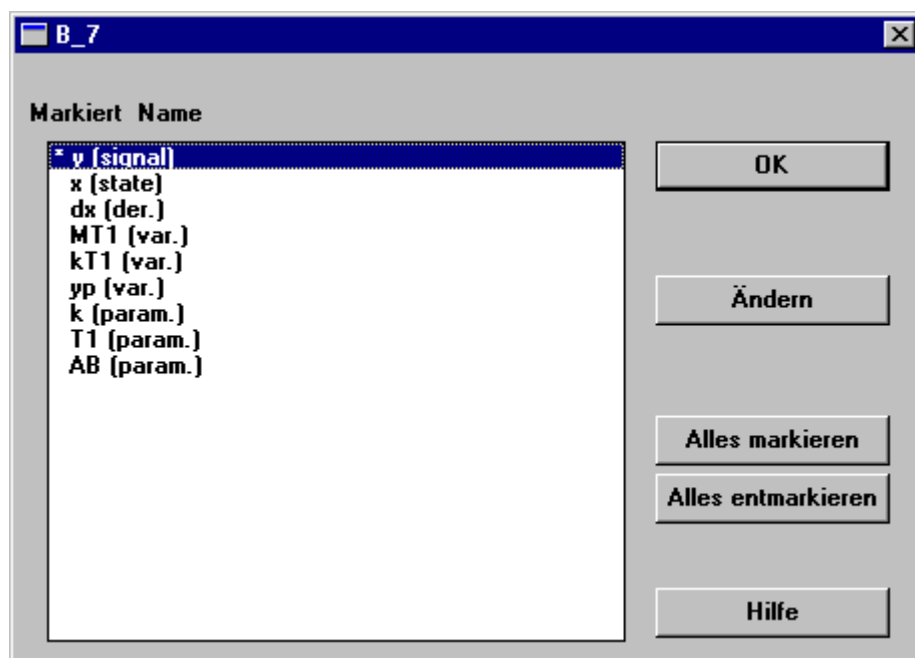 B_7
Markiert Name
* y (signal)
x (state)
dx (der.)
MT1 (var.)
kT1 (var.)
yp (var.)
k (param.)
T1 (param.)
AB (param.)
OK
Ändern
Alles markieren
Alles entmarkieren
Hilfe